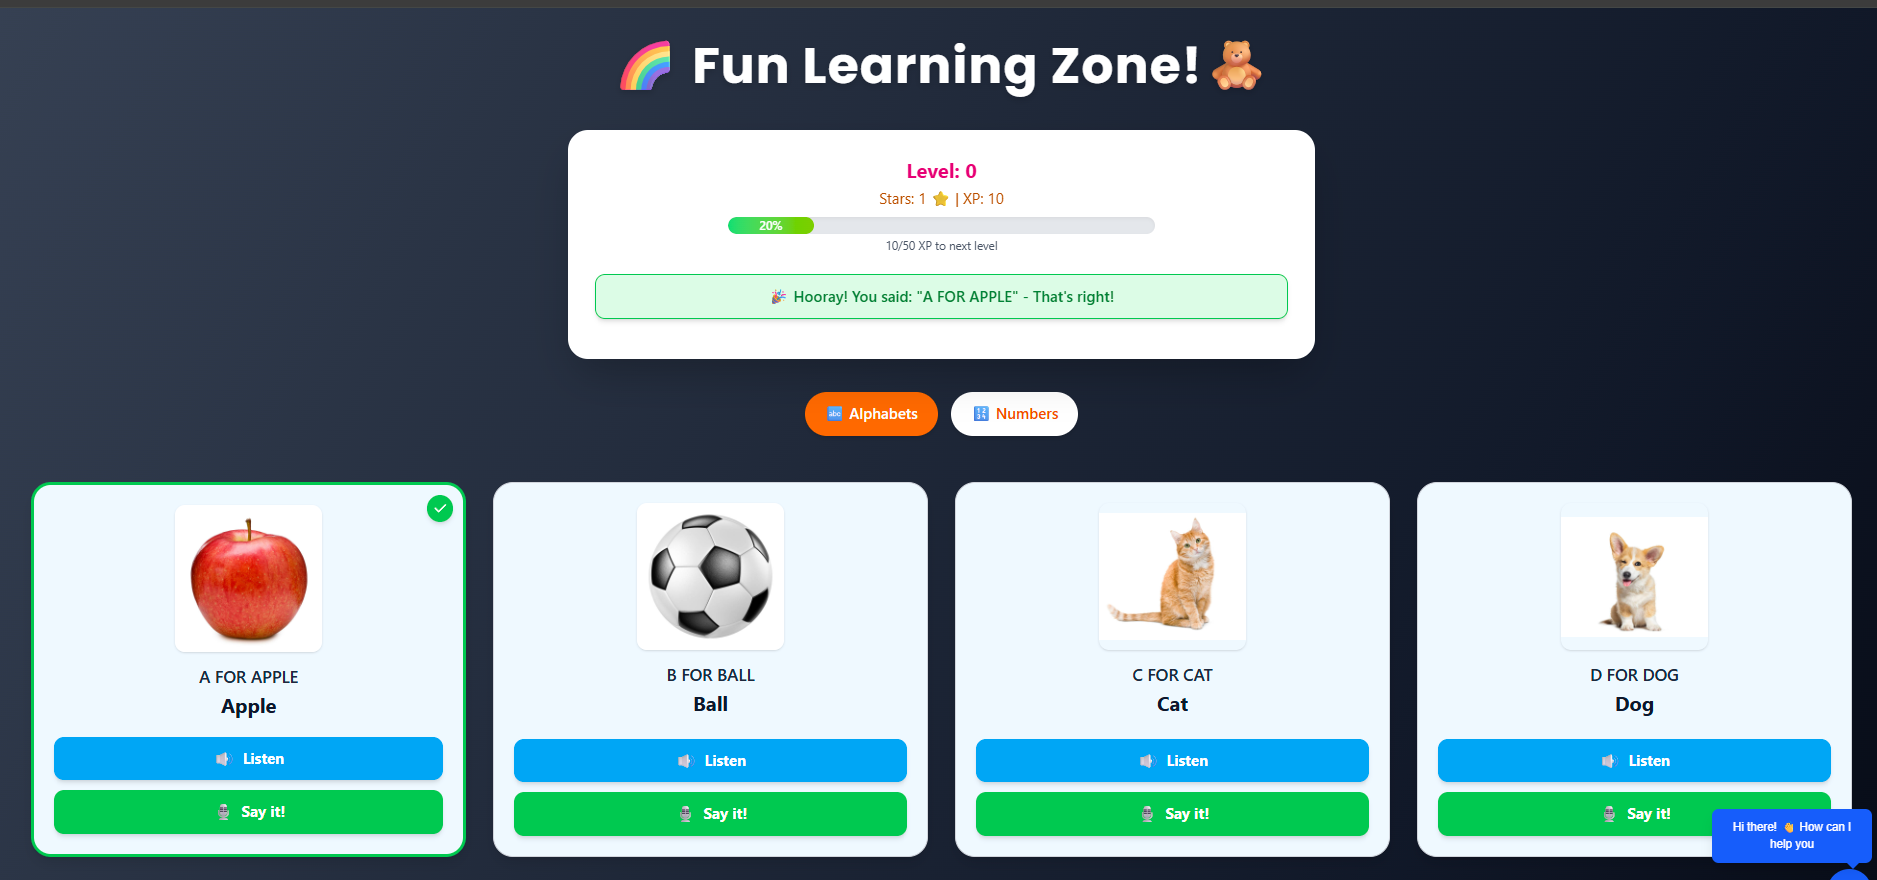 Fun Learning Zone!
Level: 0
Stars: 1 ⭐ | XP: 10
20%
10/50 XP to next level
🎉 Hooray! You said: "A FOR APPLE" - That's right!
🔤 Alphabets
🔢 Numbers
A FOR APPLE
Apple
🔊 Listen
🎙️ Say it!
B FOR BALL
Ball
🔊 Listen
🎙️ Say it!
C FOR CAT
Cat
🔊 Listen
🎙️ Say it!
D FOR DOG
Dog
🔊 Listen
🎙️ Say it!
Hi there! 👋 How can I
help you